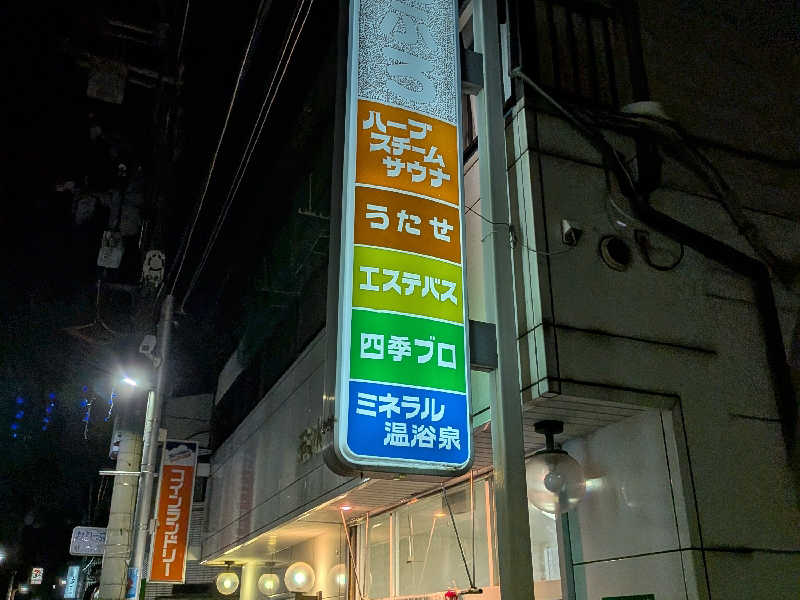 ハーブ
スチーム
サウナ
うたせ
エステバス
四季ブロ
ミネラル
温浴泉
コインランドリー